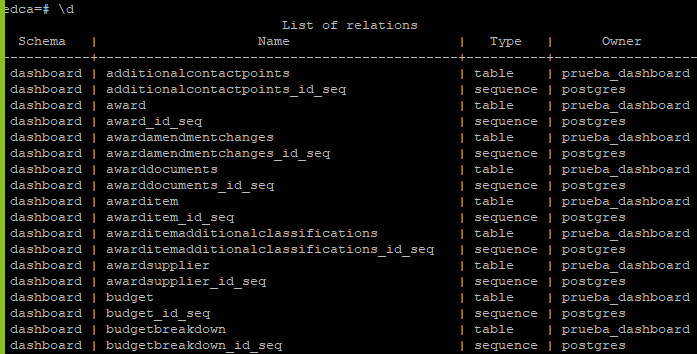 edca=# \d
                                   List of relations
  Schema   |                    Name                     |   Type   |      Owner
-----------+---------------------------------------------+----------+------------------
 dashboard | additionalcontactpoints                     | table    | prueba_dashboard
 dashboard | additionalcontactpoints_id_seq              | sequence | postgres
 dashboard | award                                       | table    | prueba_dashboard
 dashboard | award_id_seq                                | sequence | postgres
 dashboard | awardamendmentchanges                       | table    | prueba_dashboard
 dashboard | awardamendmentchanges_id_seq                | sequence | postgres
 dashboard | awarddocuments                              | table    | prueba_dashboard
 dashboard | awarddocuments_id_seq                       | sequence | postgres
 dashboard | awarditem                                   | table    | prueba_dashboard
 dashboard | awarditem_id_seq                            | sequence | postgres
 dashboard | awarditemadditionalclassifications          | table    | prueba_dashboard
 dashboard | awarditemadditionalclassifications_id_seq   | sequence | postgres
 dashboard | awardsupplier                               | table    | prueba_dashboard
 dashboard | awardsupplier_id_seq                        | sequence | postgres
 dashboard | budget                                      | table    | prueba_dashboard
 dashboard | budget_id_seq                               | sequence | postgres
 dashboard | budgetbreakdown                             | table    | prueba_dashboard
 dashboard | budgetbreakdown_id_seq                      | sequence | postgres